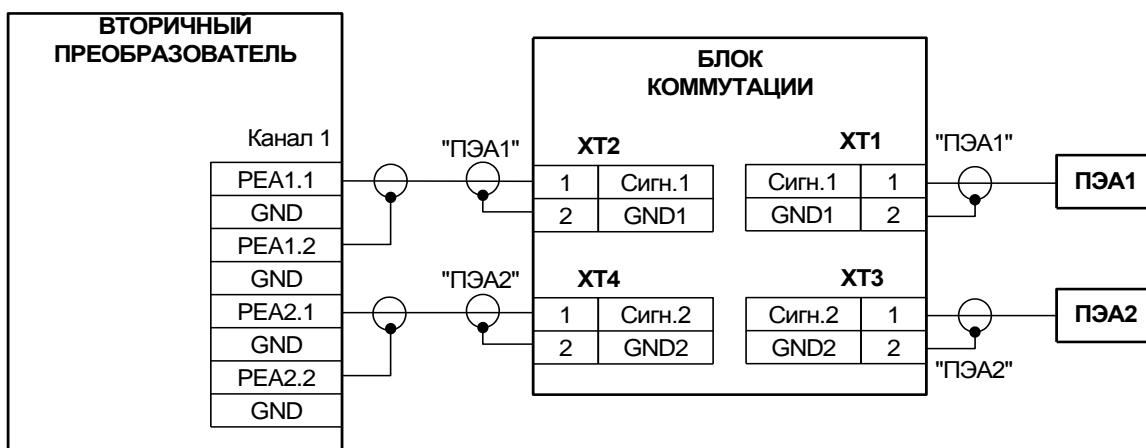 ВТОРИЧНЫЙ
ПРЕОБРАЗОВАТЕЛЬ
Канал 1
PEA1.1
GND
PEA1.2
GND
PEA2.1
GND
PEA2.2
GND
"ПЭА1"
"ПЭА2"
БЛОК
КОММУТАЦИИ
XT2
1 Сигн.1
2 GND1
XT1
Сигн.1 1
GND1 2
XT4
1 Сигн.2
2 GND2
XT3
Сигн.2 1
GND2 2
"ПЭА1"
ПЭА1
ПЭА2
"ПЭА2"